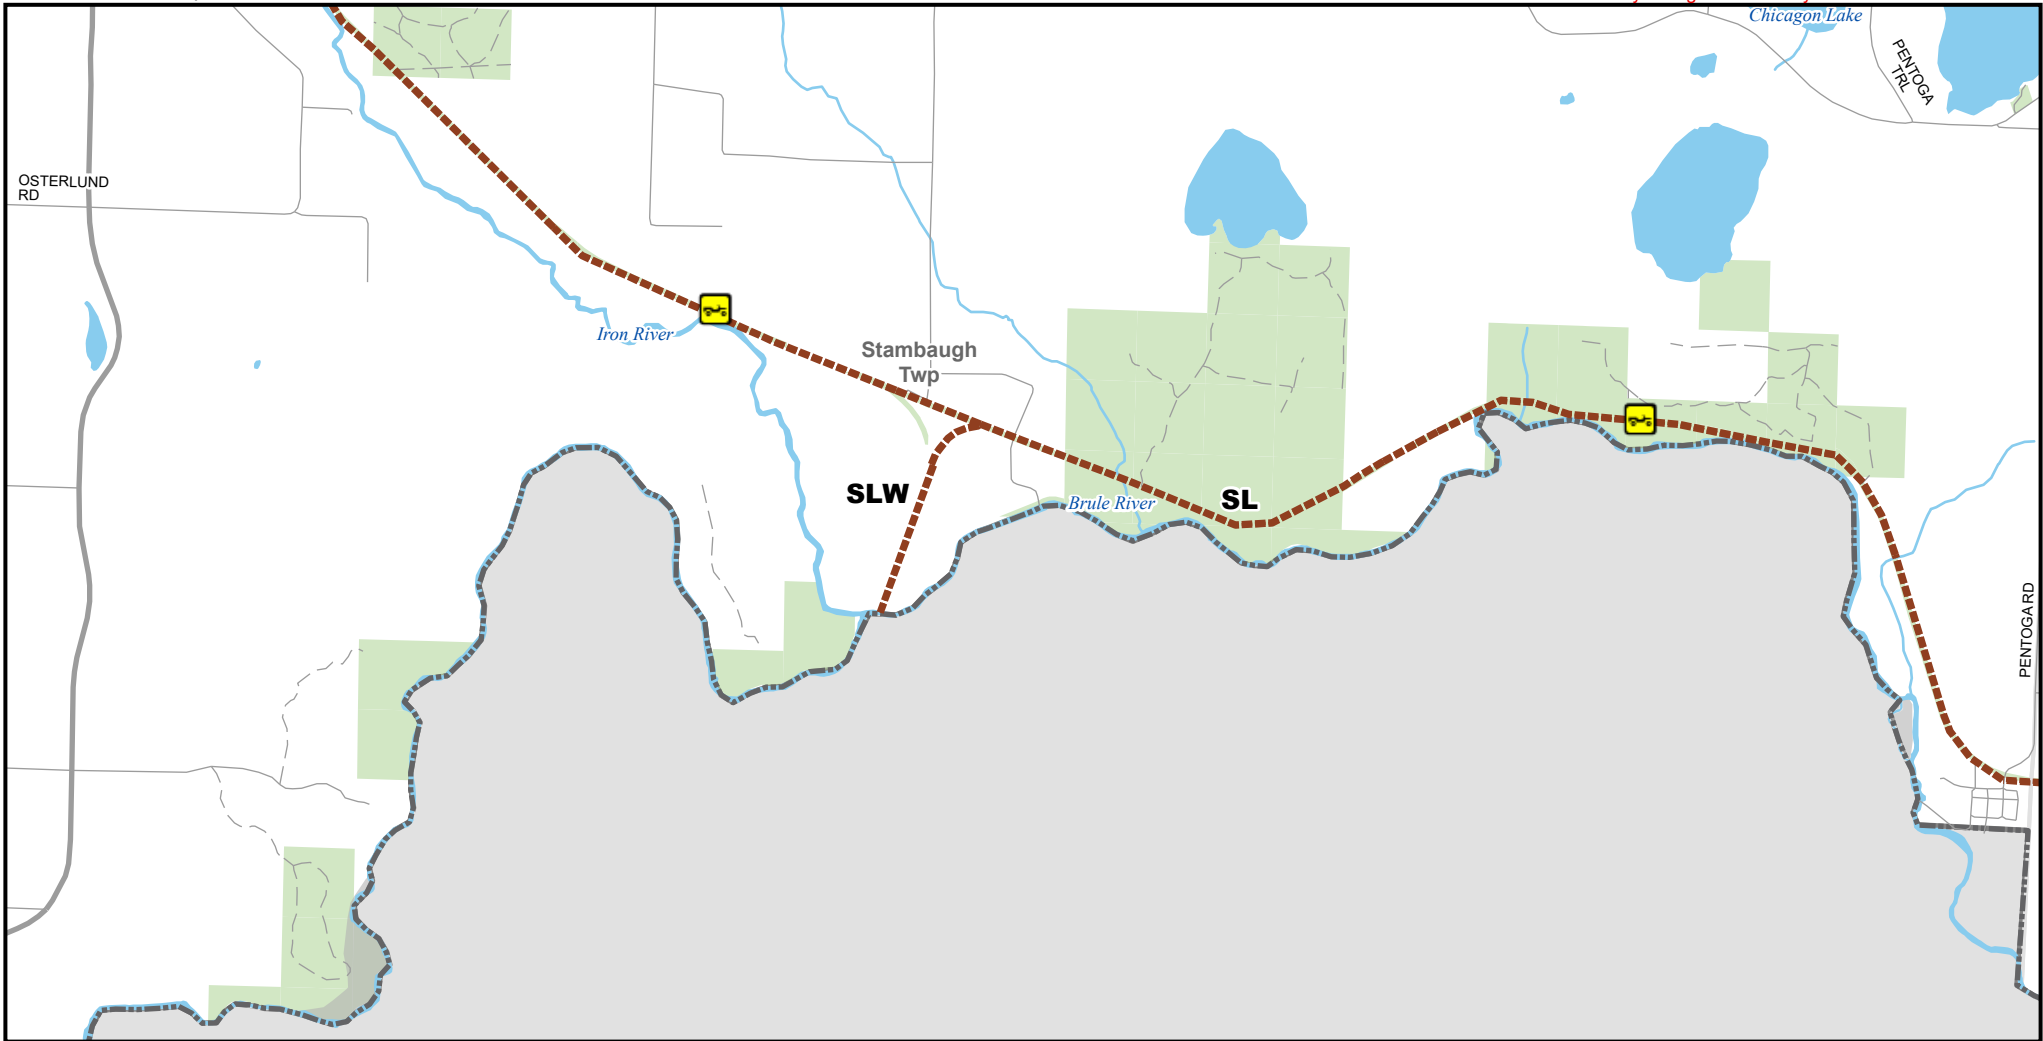 Chicagon Lake
PENTOGA
TRL
OSTERLUND
RD
Iron River
Stambaugh
Twp
SLW
SL
Brule River
PENTOGA RD